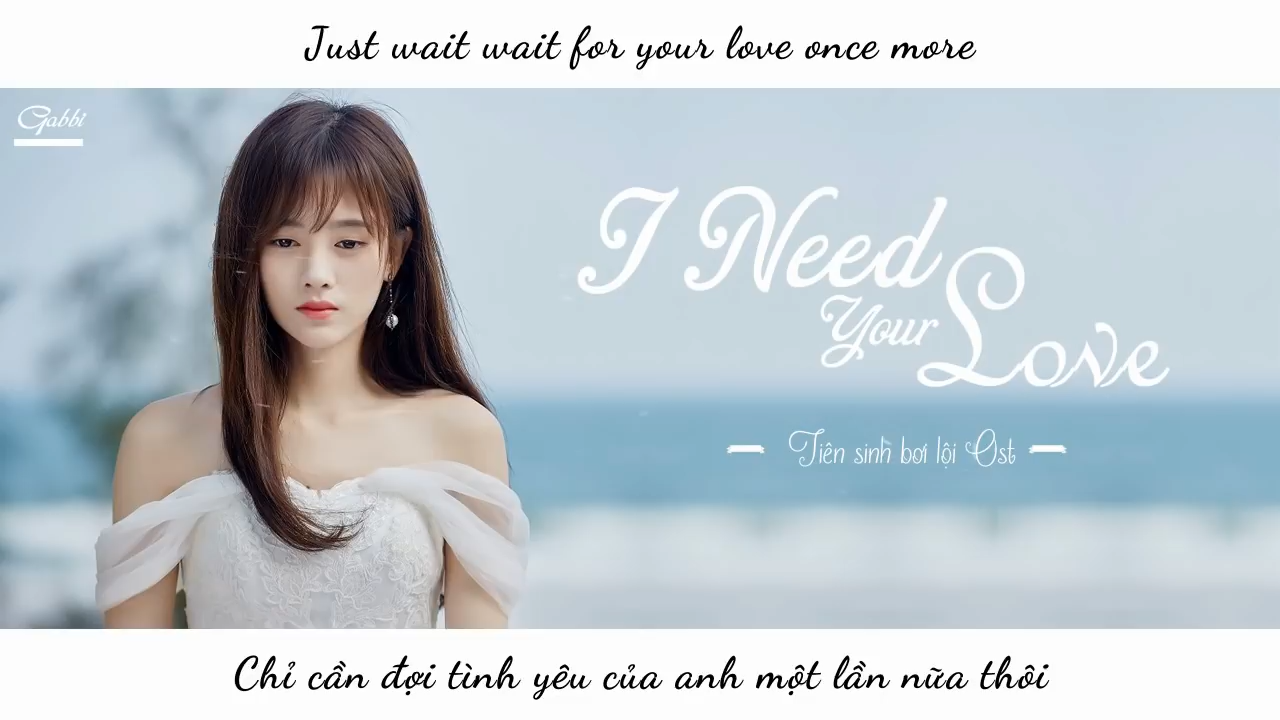 Just wait wait for your love once more
Gabbi
I Need
Your
Love
Tiên sinh bơi lội Ost
Chỉ cần đợi tình yêu của anh một lần nữa thôi